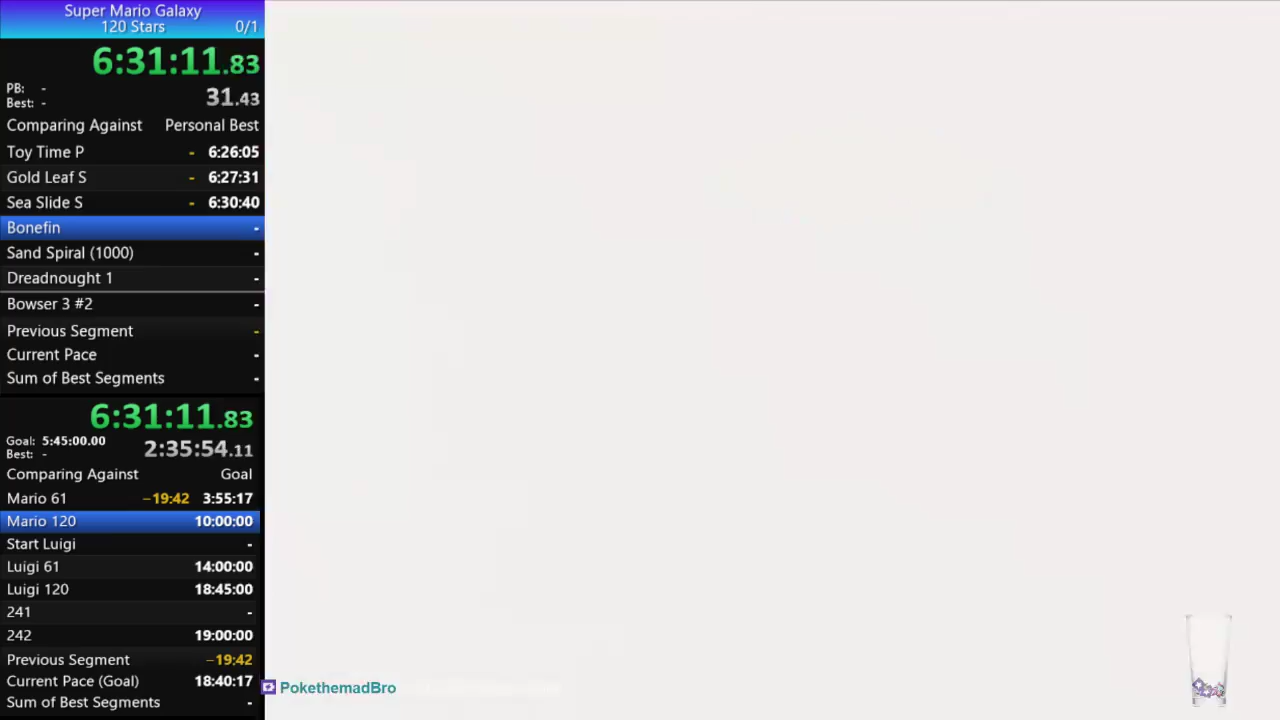 Super Mario Galaxy
120 Stars 0/1
6:31:11.83
PB: -
Best: - 31.43
Comparing Against Personal Best
Toy Time P - 6:26:05
Gold Leaf S - 6:27:31
Sea Slide S - 6:30:40
Bonefin -
Sand Spiral (1000) -
Dreadnought 1 -
Bowser 3 #2 -
Previous Segment -
Current Pace -
Sum of Best Segments -
6:31:11.83
Goal: 5:45:00.00
Best: - 2:35:54.11
Comparing Against Goal
Mario 61 −19:42 3:55:17
Mario 120 10:00:00
Start Luigi -
Luigi 61 14:00:00
Luigi 120 18:45:00
241 -
242 19:00:00
Previous Segment −19:42
Current Pace (Goal) 18:40:17
Sum of Best Segments -
PokethemadBro